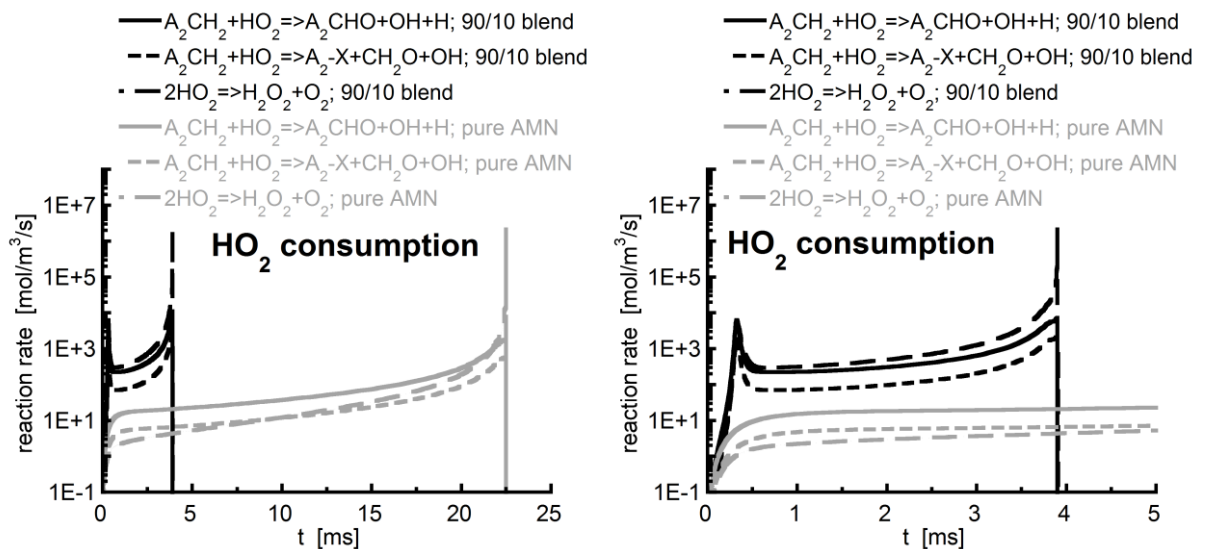 A₂CH₂+HO₂=>A₂CHO+OH+H; 90/10 blend
A₂CH₂+HO₂=>A₂-X+CH₂O+OH; 90/10 blend
2HO₂=>H₂O₂+O₂; 90/10 blend
A₂CH₂+HO₂=>A₂CHO+OH+H; pure AMN
A₂CH₂+HO₂=>A₂-X+CH₂O+OH; pure AMN
2HO₂=>H₂O₂+O₂; pure AMN
HO₂ consumption
reaction rate [mol/m³/s]
1E+7
1E+5
1E+3
1E+1
1E-1
0 5 10 15 20 25
t [ms]
A₂CH₂+HO₂=>A₂CHO+OH+H; 90/10 blend
A₂CH₂+HO₂=>A₂-X+CH₂O+OH; 90/10 blend
2HO₂=>H₂O₂+O₂; 90/10 blend
A₂CH₂+HO₂=>A₂CHO+OH+H; pure AMN
A₂CH₂+HO₂=>A₂-X+CH₂O+OH; pure AMN
2HO₂=>H₂O₂+O₂; pure AMN
HO₂ consumption
reaction rate [mol/m³/s]
1E+7
1E+5
1E+3
1E+1
1E-1
0 1 2 3 4 5
t [ms]